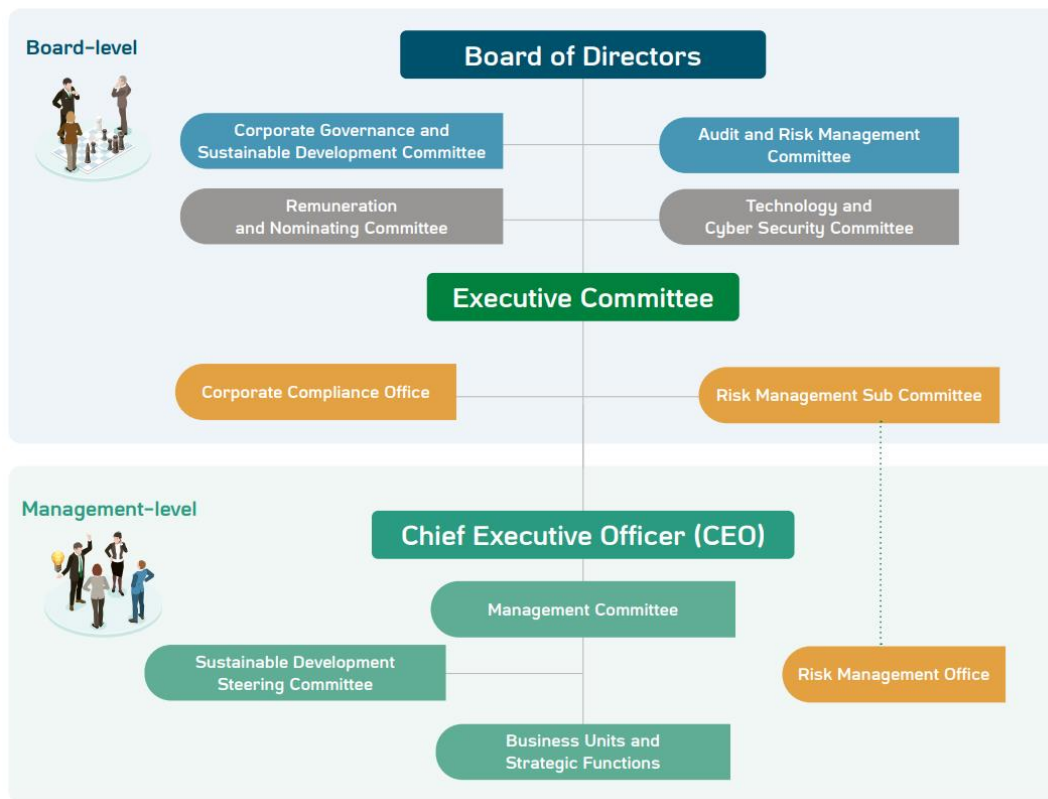 Board-level
Board of Directors
Corporate Governance and
Sustainable Development Committee
Audit and Risk Management
Committee
Remuneration
and Nominating Committee
Technology and
Cyber Security Committee
Executive Committee
Corporate Compliance Office
Risk Management Sub Committee
Management-level
Chief Executive Officer (CEO)
Management Committee
Sustainable Development
Steering Committee
Risk Management Office
Business Units and
Strategic Functions